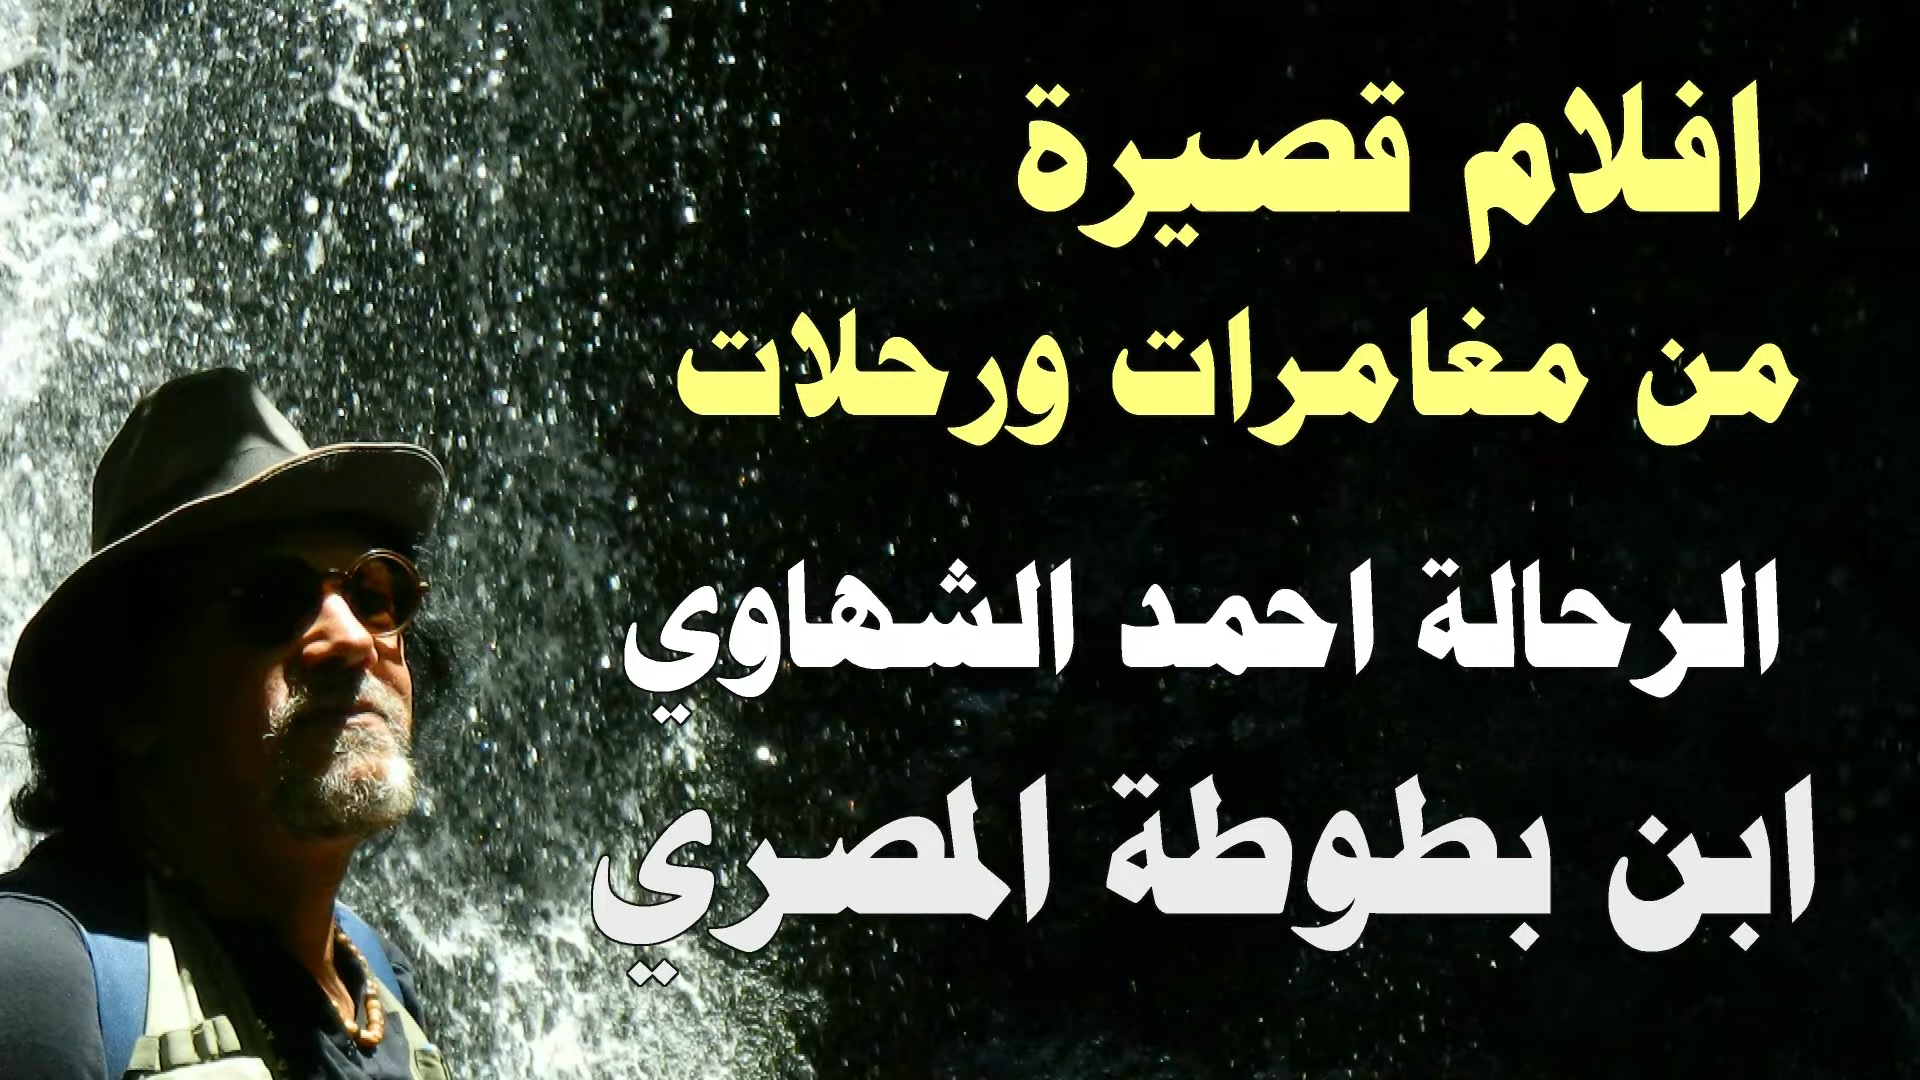 افلام قصيرة
من مغامرات ورحلات
الرحالة احمد الشهاوي
ابن بطوطة المصري